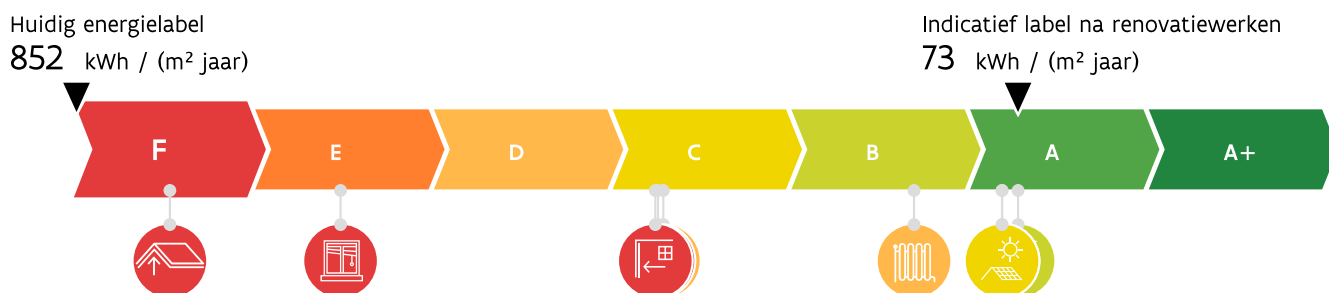 Huidig energielabel
852 kWh / (m² jaar)
Indicatief label na renovatiewerken
73 kWh / (m² jaar)
F E D C B A A+